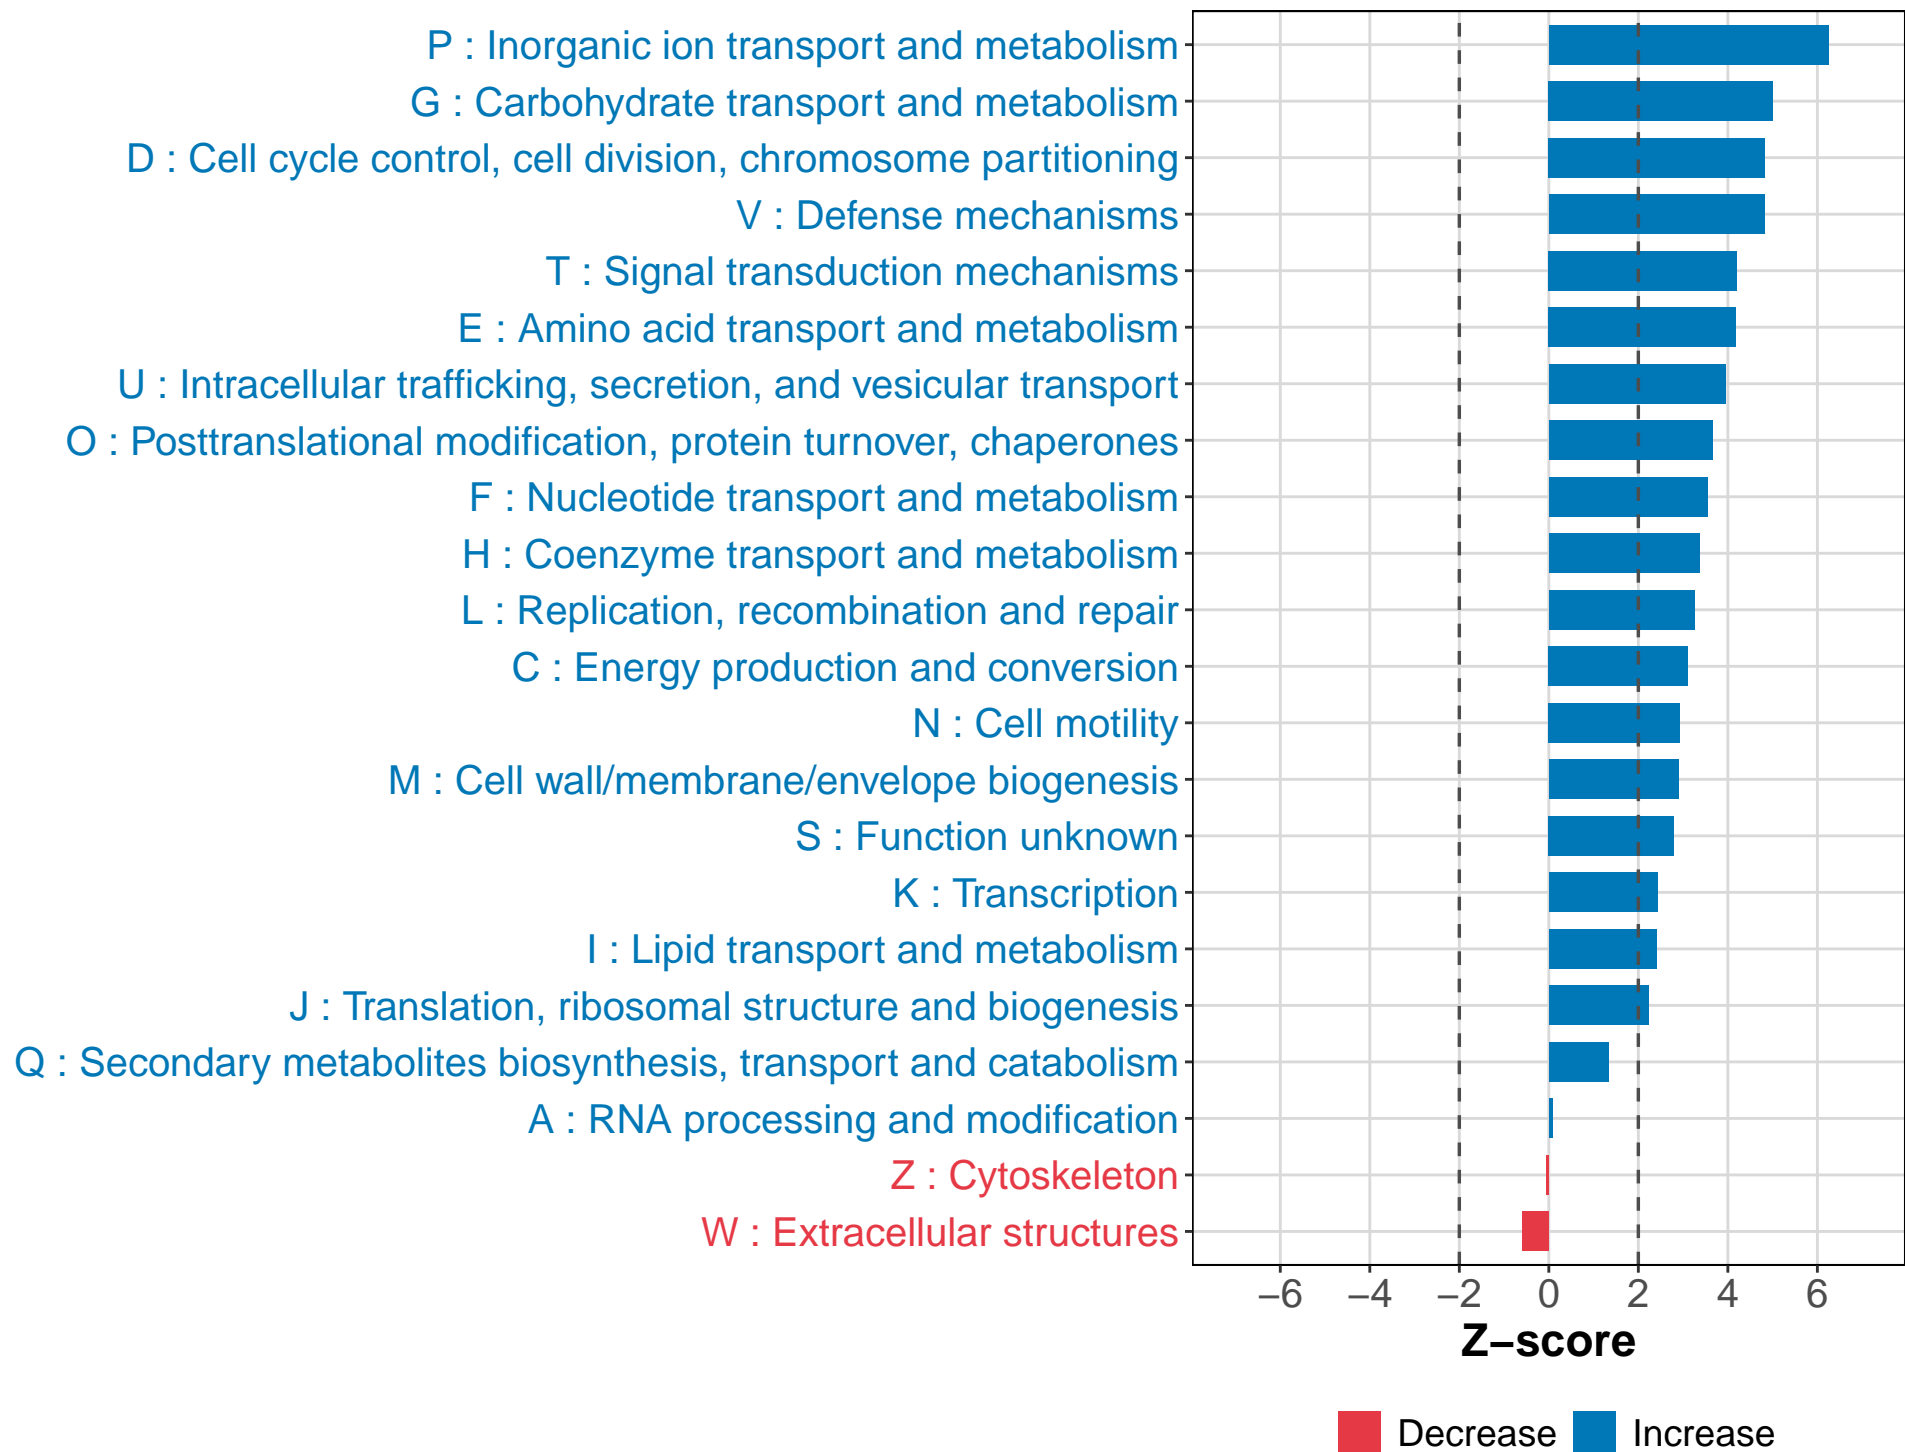 P : Inorganic ion transport and metabolism
G : Carbohydrate transport and metabolism
D : Cell cycle control, cell division, chromosome partitioning
V : Defense mechanisms
T : Signal transduction mechanisms
E : Amino acid transport and metabolism
U : Intracellular trafficking, secretion, and vesicular transport
O : Posttranslational modification, protein turnover, chaperones
F : Nucleotide transport and metabolism
H : Coenzyme transport and metabolism
L : Replication, recombination and repair
C : Energy production and conversion
N : Cell motility
M : Cell wall/membrane/envelope biogenesis
S : Function unknown
K : Transcription
I : Lipid transport and metabolism
J : Translation, ribosomal structure and biogenesis
Q : Secondary metabolites biosynthesis, transport and catabolism
A : RNA processing and modification
Z : Cytoskeleton
W : Extracellular structures
−6 −4 −2 0 2 4 6
Z−score
Decrease Increase